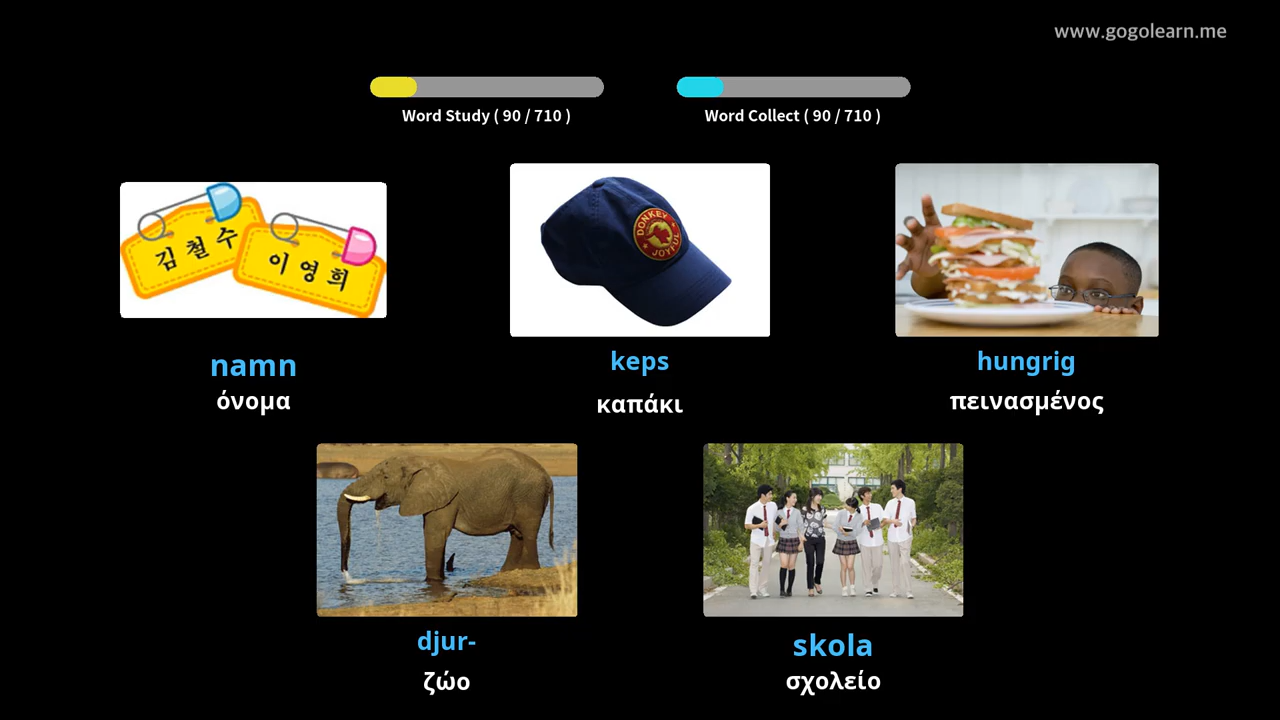 www.gogolearn.me
Word Study ( 90 / 710 )
Word Collect ( 90 / 710 )
김철수
이영희
DONKEY
JOYFUL
namn
όνομα
keps
καπάκι
hungrig
πεινασμένος
djur-
ζώο
skola
σχολείο